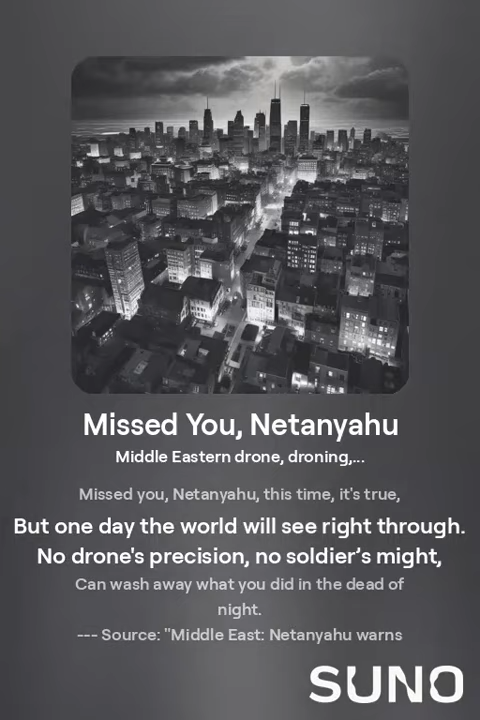 Missed You, Netanyahu
Middle Eastern drone, droning,...
Missed you, Netanyahu, this time, it's true,
But one day the world will see right through.
No drone's precision, no soldier’s might,
Can wash away what you did in the dead of
night.
--- Source: "Middle East: Netanyahu warns
SUNO